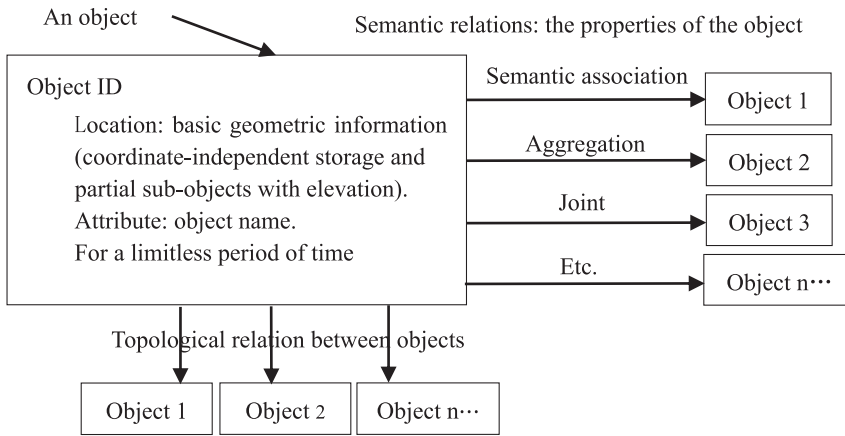 An object
Semantic relations: the properties of the object
Object ID
Location: basic geometric information
(coordinate-independent storage and
partial sub-objects with elevation).
Attribute: object name.
For a limitless period of time
Semantic association
Object 1
Aggregation
Object 2
Joint
Object 3
Etc.
Object n···
Topological relation between objects
Object 1
Object 2
Object n···